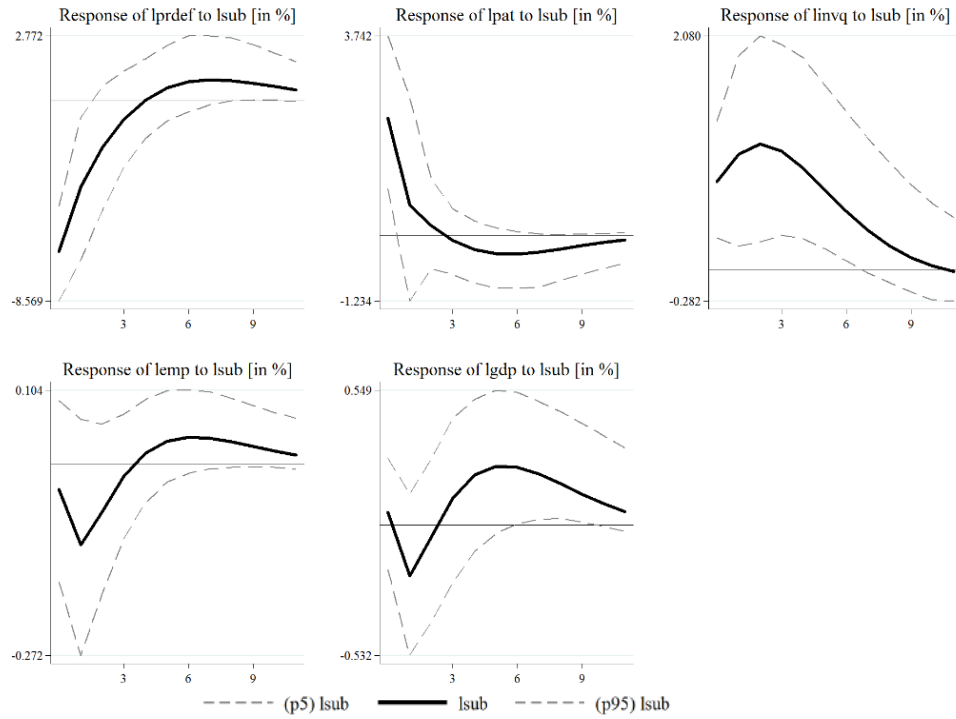 Response of lprdef to lsub [in %]
2.772
-8.569
3 6 9
Response of lpat to lsub [in %]
3.742
-1.234
3 6 9
Response of linvq to lsub [in %]
2.080
-0.282
3 6 9
Response of lemp to lsub [in %]
0.104
-0.272
3 6 9
Response of lgdp to lsub [in %]
0.549
-0.532
3 6 9
(p5) lsub lsub (p95) lsub